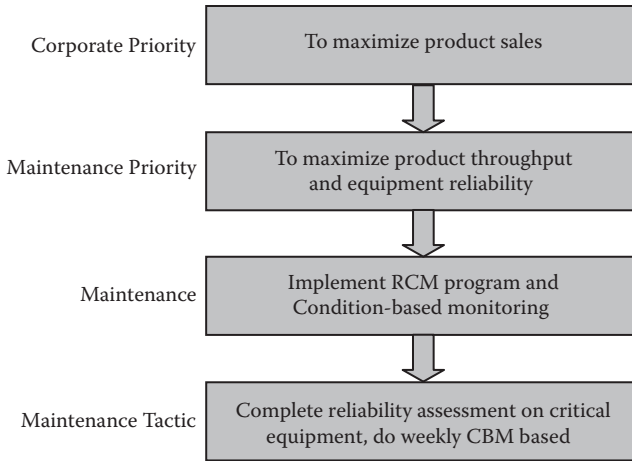 Corporate Priority
To maximize product sales
Maintenance Priority
To maximize product throughput
and equipment reliability
Maintenance
Implement RCM program and
Condition-based monitoring
Maintenance Tactic
Complete reliability assessment on critical
equipment, do weekly CBM based